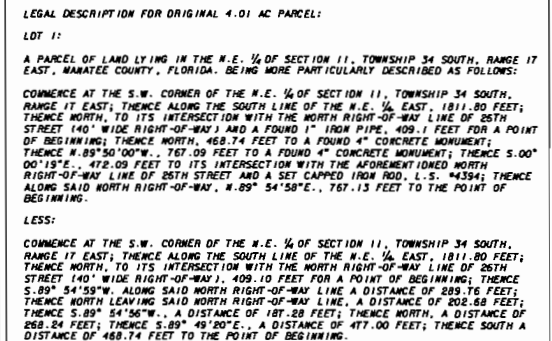 LEGAL DESCRIPTION FOR ORIGINAL 4.01 AC PARCEL:
LOT 1:
A PARCEL OF LAND LYING IN THE N.E. ¼ OF SECTION 11, TOWNSHIP 34 SOUTH, RANGE 17
EAST, MANATEE COUNTY, FLORIDA. BEING MORE PARTICULARLY DESCRIBED AS FOLLOWS:
COMMENCE AT THE S.W. CORNER OF THE N.E. ¼ OF SECTION 11, TOWNSHIP 34 SOUTH,
RANGE 17 EAST; THENCE ALONG THE SOUTH LINE OF THE N.E. ¼, EAST, 1811.80 FEET;
THENCE NORTH, TO ITS INTERSECTION WITH THE NORTH RIGHT-OF-WAY LINE OF 26TH
STREET (40' WIDE RIGHT-OF-WAY) AND A FOUND 1" IRON PIPE, 409.1 FEET FOR A POINT
OF BEGINNING; THENCE NORTH, 468.74 FEET TO A FOUND 4" CONCRETE MONUMENT;
THENCE N.89°50'00"W., 767.09 FEET TO A FOUND 4" CONCRETE MONUMENT; THENCE S.00°
00'19"E., 472.09 FEET TO ITS INTERSECTION WITH THE AFOREMENTIONED NORTH
RIGHT-OF-WAY LINE OF 26TH STREET AND A SET CAPPED IRON ROD, L.S. #4394; THENCE
ALONG SAID NORTH RIGHT-OF-WAY, N.89° 54'58"E., 767.13 FEET TO THE POINT OF
BEGINNING.
LESS:
COMMENCE AT THE S.W. CORNER OF THE N.E. ¼ OF SECTION 11, TOWNSHIP 34 SOUTH,
RANGE 17 EAST; THENCE ALONG THE SOUTH LINE OF THE N.E. ¼, EAST, 1811.80 FEET;
THENCE NORTH, TO ITS INTERSECTION WITH THE NORTH RIGHT-OF-WAY LINE OF 26TH
STREET (40' WIDE RIGHT-OF-WAY), 409.10 FEET FOR A POINT OF BEGINNING; THENCE
S.89° 54'59"W. ALONG NORTH RIGHT-OF-WAY LINE A DISTANCE OF 289.76 FEET;
THENCE NORTH LEAVING SAID NORTH RIGHT-OF-WAY LINE, A DISTANCE OF 202.68 FEET;
THENCE S.89° 54'56"W., A DISTANCE OF 187.28 FEET; THENCE NORTH, A DISTANCE OF
268.24 FEET; THENCE S.89° 49'20"E., A DISTANCE OF 477.00 FEET; THENCE SOUTH A
DISTANCE OF 468.74 FEET TO THE POINT OF BEGINNING.